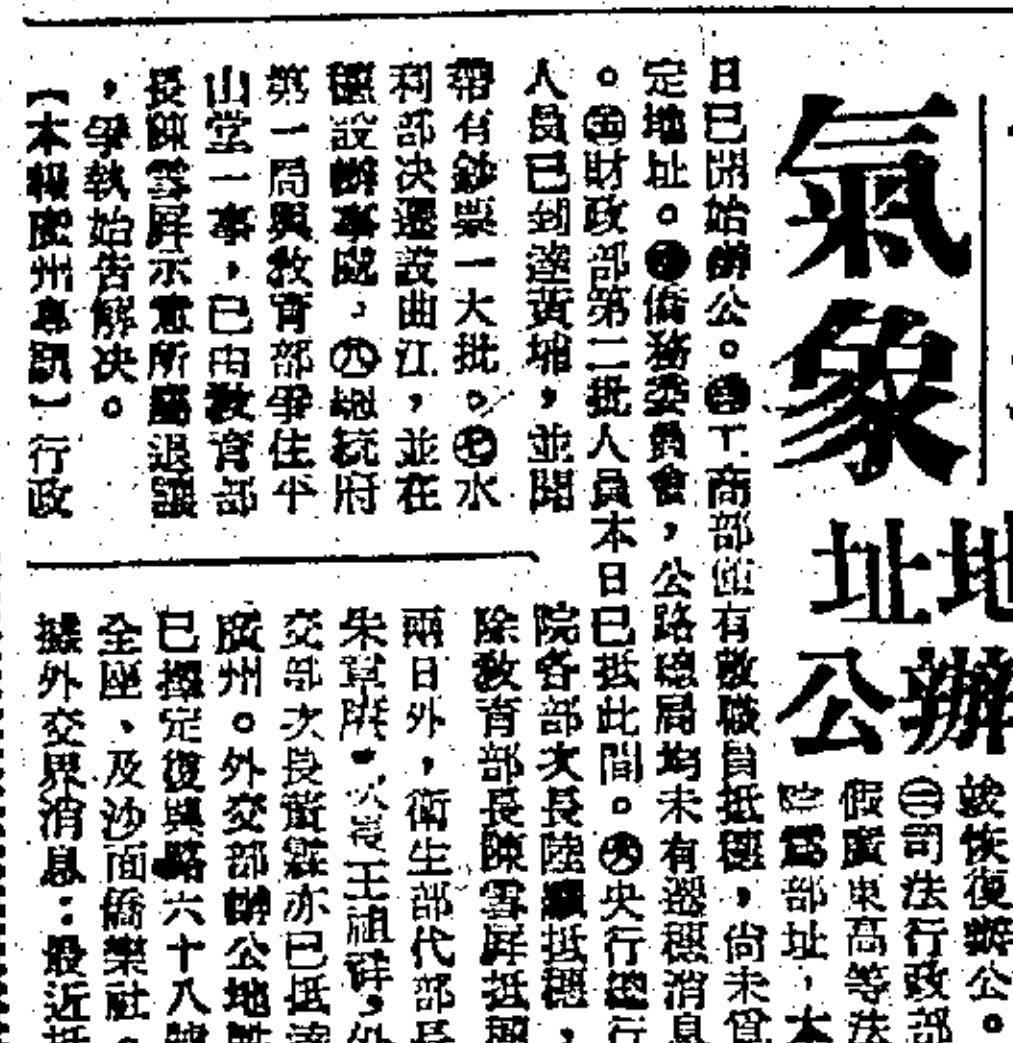 氣象
地址
辦公
竣恢復辦公。
㊁司法行政部
假廣東高等法
院為部址，本
日已開始辦公。㊂工商部僅有數職員抵穗，尚未覓
定地址。㊃僑務委員會，公路總局均未有遷穗消息
。㊄財政部第二批人員本日已抵此間。㊅央行總行
人員已到達黃埔，並開
帶有鈔票一大批。㊆水
利部决遷設曲江，並在
穗設辦事處，㊇總統府
第一局與教育部爭住平
山堂一事，已由教育部
長陳雪屏示意所屬退讓
，爭執始告解决。
【本報廣州專訊】行政
院各部次長陸續抵穗，
除教育部長陳雪屏抵穗
兩日外，衛生部代部長
朱章賡，次長王祖祥，外
交部次長董霖亦已抵達
廣州。外交部辦公地點
已擇定復興路六十八號
全座、及沙面僑樂社。
據外交界消息：最近抵